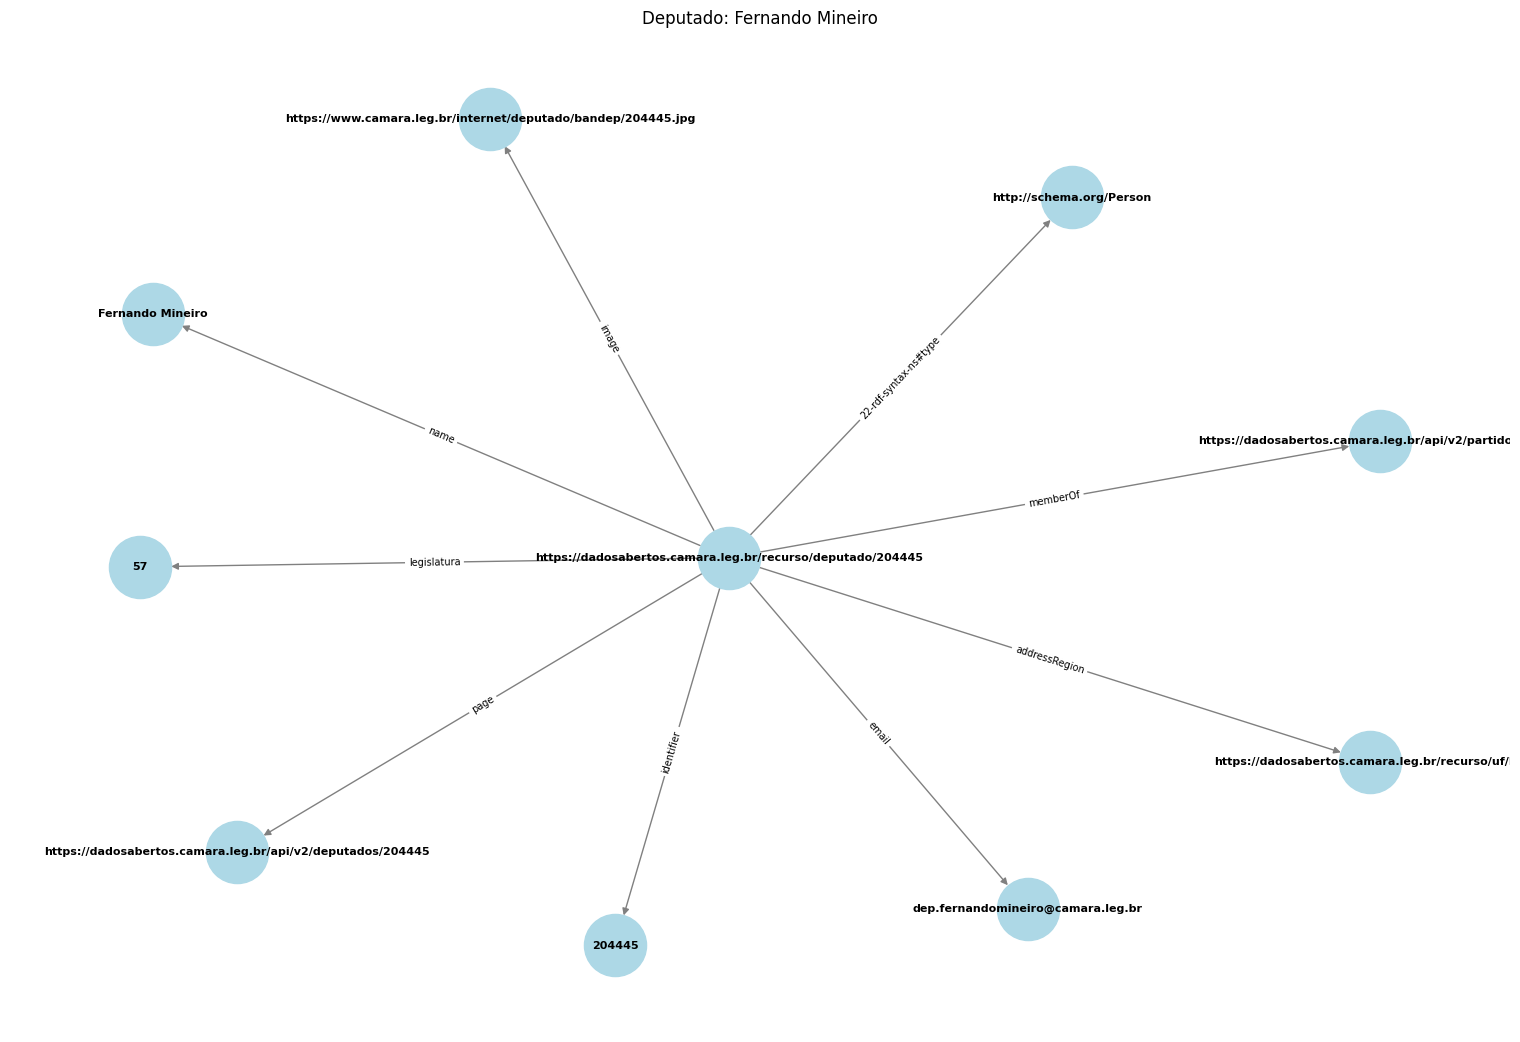 Deputado: Fernando Mineiro
https://www.camara.leg.br/internet/deputado/bandep/204445.jpg
http://schema.org/Person
Fernando Mineiro
image
22-rdf-syntax-ns#type
name
https://dadosabertos.camara.leg.br/api/v2/partido
memberOf
https://dadosabertos.camara.leg.br/recurso/deputado/204445
57
legislatura
addressRegion
page
email
identifier
https://dadosabertos.camara.leg.br/recurso/uf/
https://dadosabertos.camara.leg.br/api/v2/deputados/204445
dep.fernandomineiro@camara.leg.br
204445